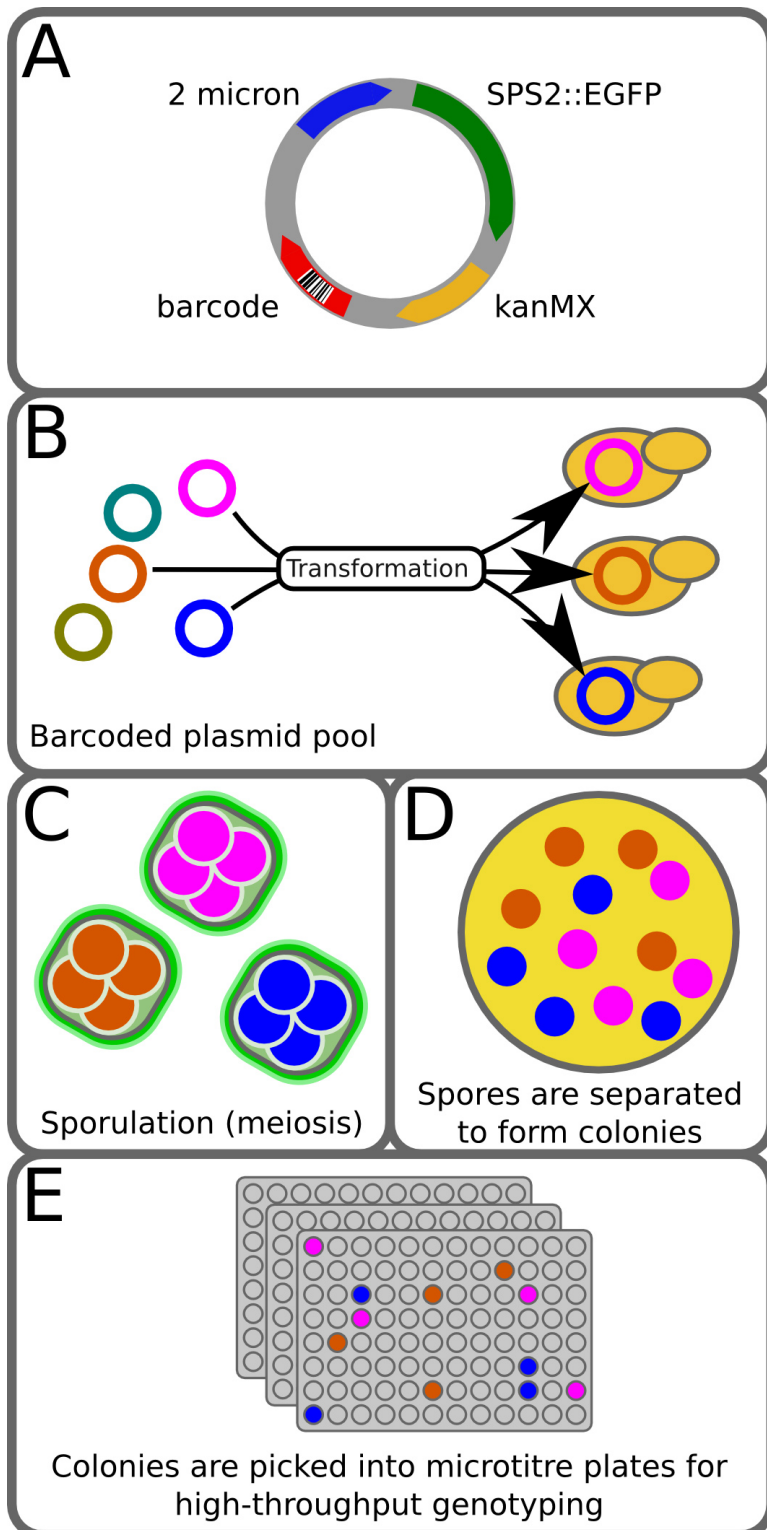 A
2 micron
SPS2::EGFP
barcode
kanMX
B
Transformation
Barcoded plasmid pool
C
Sporulation (meiosis)
D
Spores are separated
to form colonies
E
Colonies are picked into microtitre plates for
high-throughput genotyping